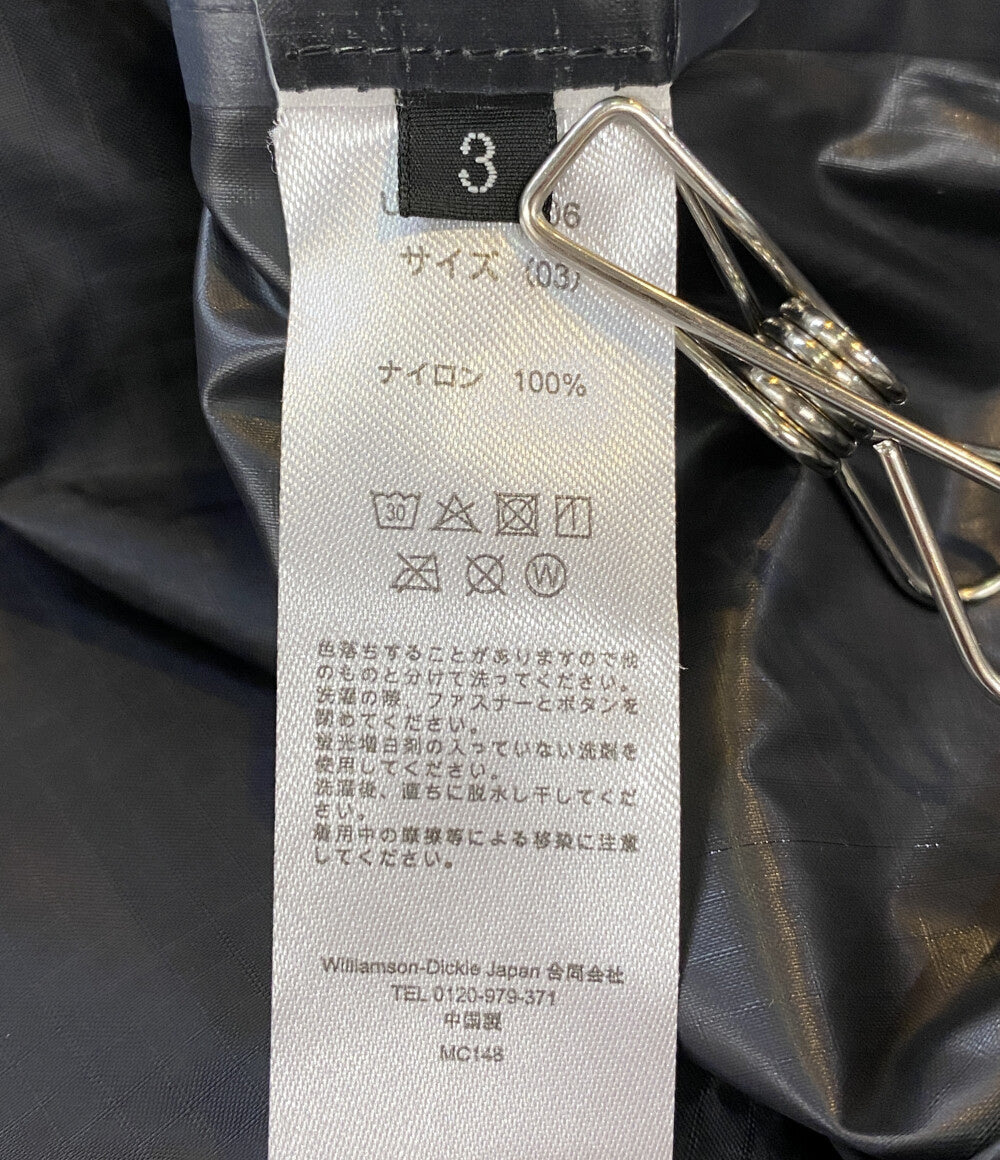 3
06
サイズ (03)
ナイロン 100%
30
W
色落ちすることがありますので他
のものと分けて洗ってください。
洗濯の際、ファスナーとボタンを
閉めてください。
蛍光増白剤の入っていない洗剤を
使用してください。
洗濯後、直ちに脱水し干してくだ
さい。
着用中の摩擦等による移染に注意
してください。
Williamson-Dickie Japan 合同会社
TEL 0120-979-371
中国製
MC148